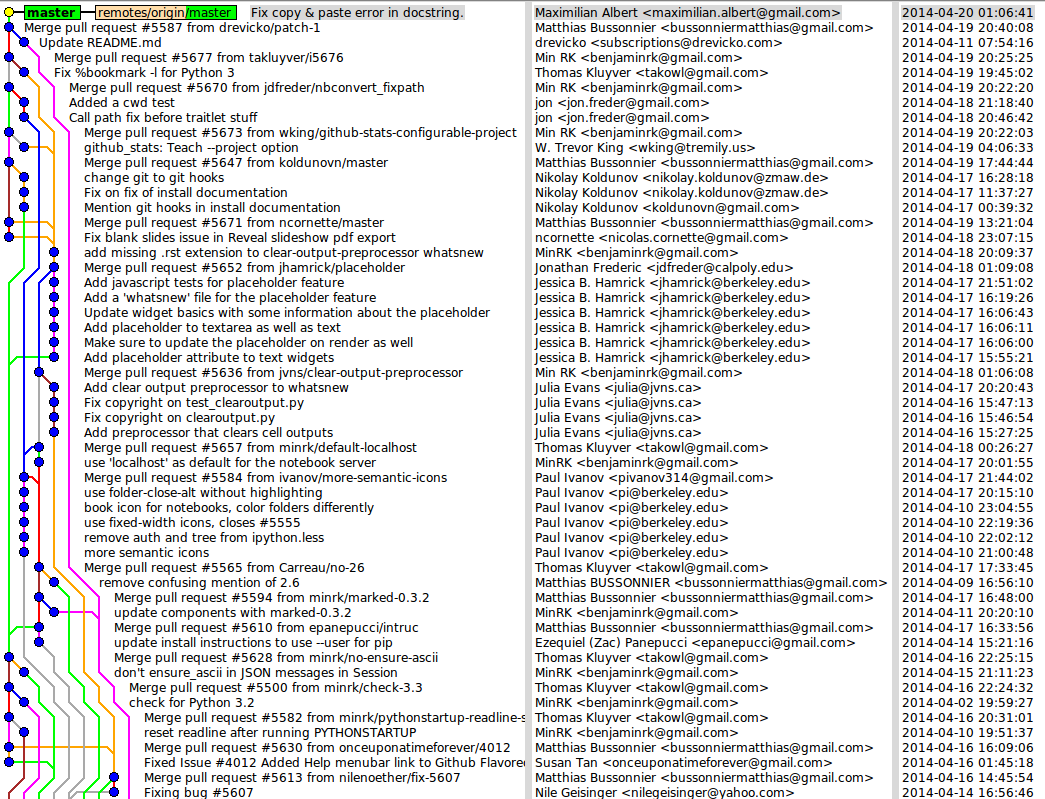 master remotes/origin/master Fix copy & paste error in docstring. Maximilian Albert <maximilian.albert@gmail.com> 2014-04-20 01:06:41
Merge pull request #5587 from drevicko/patch-1 Matthias Bussonnier <bussonniermatthias@gmail.com> 2014-04-19 20:40:08
Update README.md drevicko <subscriptions@drevicko.com> 2014-04-11 07:54:16
Merge pull request #5677 from takluyver/i5676 Min RK <benjaminrk@gmail.com> 2014-04-19 20:25:25
Fix %bookmark -l for Python 3 Thomas Kluyver <takowl@gmail.com> 2014-04-19 19:45:02
Merge pull request #5670 from jdfreder/nbconvert_fixpath Min RK <benjaminrk@gmail.com> 2014-04-19 20:22:20
Added a cwd test jon <jon.freder@gmail.com> 2014-04-18 21:18:40
Call path fix before traitlet stuff jon <jon.freder@gmail.com> 2014-04-18 20:46:42
Merge pull request #5673 from wking/github-stats-configurable-project Min RK <benjaminrk@gmail.com> 2014-04-19 20:22:03
github_stats: Teach --project option W. Trevor King <wking@tremily.us> 2014-04-19 04:06:33
Merge pull request #5647 from koldunovn/master Matthias Bussonnier <bussonniermatthias@gmail.com> 2014-04-19 17:44:44
change git to git hooks Nikolay Koldunov <nikolay.koldunov@zmaw.de> 2014-04-17 16:28:18
Fix on fix of install documentation Nikolay Koldunov <nikolay.koldunov@zmaw.de> 2014-04-17 11:37:27
Mention git hooks in install documentation Nikolay Koldunov <koldunovn@gmail.com> 2014-04-17 00:39:32
Merge pull request #5671 from ncornette/master Matthias Bussonnier <bussonniermatthias@gmail.com> 2014-04-19 13:21:04
Fix blank slides issue in Reveal slideshow pdf export ncornette <nicolas.cornette@gmail.com> 2014-04-18 23:07:15
add missing .rst extension to clear-output-preprocessor whatsnew MinRK <benjaminrk@gmail.com> 2014-04-18 20:09:37
Merge pull request #5652 from jhamrick/placeholder Jonathan Frederic <jdfreder@calpoly.edu> 2014-04-18 01:09:08
Add javascript tests for placeholder feature Jessica B. Hamrick <jhamrick@berkeley.edu> 2014-04-17 21:51:02
Add a 'whatsnew' file for the placeholder feature Jessica B. Hamrick <jhamrick@berkeley.edu> 2014-04-17 16:19:26
Update widget basics with some information about the placeholder Jessica B. Hamrick <jhamrick@berkeley.edu> 2014-04-17 16:06:43
Add placeholder to textarea as well as text Jessica B. Hamrick <jhamrick@berkeley.edu> 2014-04-17 16:06:11
Make sure to update the placeholder on render as well Jessica B. Hamrick <jhamrick@berkeley.edu> 2014-04-17 16:06:00
Add placeholder attribute to text widgets Jessica B. Hamrick <jhamrick@berkeley.edu> 2014-04-17 15:55:21
Merge pull request #5636 from jvns/clear-output-preprocessor Min RK <benjaminrk@gmail.com> 2014-04-18 01:06:08
Add clear output preprocessor to whatsnew Julia Evans <julia@jvns.ca> 2014-04-17 20:20:43
Fix copyright on test_clearoutput.py Julia Evans <julia@jvns.ca> 2014-04-16 15:47:13
Fix copyright on clearoutput.py Julia Evans <julia@jvns.ca> 2014-04-16 15:46:54
Add preprocessor that clears cell outputs Julia Evans <julia@jvns.ca> 2014-04-16 15:27:25
Merge pull request #5657 from minrk/default-localhost Thomas Kluyver <takowl@gmail.com> 2014-04-18 00:26:27
use 'localhost' as default for the notebook server MinRK <benjaminrk@gmail.com> 2014-04-17 20:01:55
Merge pull request #5584 from ivanov/more-semantic-icons Paul Ivanov <pivanov314@gmail.com> 2014-04-17 21:44:02
use folder-close-alt without highlighting Paul Ivanov <pi@berkeley.edu> 2014-04-17 20:15:10
book icon for notebooks, color folders differently Paul Ivanov <pi@berkeley.edu> 2014-04-10 23:04:55
use fixed-width icons, closes #5555 Paul Ivanov <pi@berkeley.edu> 2014-04-10 22:19:36
remove auth and tree from ipython.less Paul Ivanov <pi@berkeley.edu> 2014-04-10 22:02:12
more semantic icons Paul Ivanov <pi@berkeley.edu> 2014-04-10 21:00:48
Merge pull request #5565 from Carreau/no-26 Thomas Kluyver <takowl@gmail.com> 2014-04-17 17:33:45
remove confusing mention of 2.6 Matthias BUSSONNIER <bussonniermatthias@gmail.com> 2014-04-09 16:56:10
Merge pull request #5594 from minrk/marked-0.3.2 Matthias Bussonnier <bussonniermatthias@gmail.com> 2014-04-17 16:48:00
update components with marked-0.3.2 MinRK <benjaminrk@gmail.com> 2014-04-11 20:20:10
Merge pull request #5610 from epanepucci/intruc Matthias Bussonnier <bussonniermatthias@gmail.com> 2014-04-17 16:33:56
update install instructions to use --user for pip Ezequiel (Zac) Panepucci <epanepucci@gmail.com> 2014-04-14 15:21:16
Merge pull request #5628 from minrk/no-ensure-ascii Thomas Kluyver <takowl@gmail.com> 2014-04-16 22:25:15
don't ensure_ascii in JSON messages in Session MinRK <benjaminrk@gmail.com> 2014-04-15 21:11:23
Merge pull request #5500 from minrk/check-3.3 Thomas Kluyver <takowl@gmail.com> 2014-04-16 22:24:32
check for Python 3.2 MinRK <benjaminrk@gmail.com> 2014-04-02 19:59:27
Merge pull request #5582 from minrk/pythonstartup-readline-s Thomas Kluyver <takowl@gmail.com> 2014-04-16 20:31:01
reset readline after running PYTHONSTARTUP MinRK <benjaminrk@gmail.com> 2014-04-10 19:51:37
Merge pull request #5630 from onceuponatimeforever/4012 Matthias Bussonnier <bussonniermatthias@gmail.com> 2014-04-16 16:09:06
Fixed Issue #4012 Added Help menubar link to Github Flavore Susan Tan <onceuponatimeforever@gmail.com> 2014-04-16 01:45:18
Merge pull request #5613 from nilenoether/fix-5607 Matthias Bussonnier <bussonniermatthias@gmail.com> 2014-04-16 14:45:54
Fixing bug #5607 Nile Geisinger <nilegeisinger@yahoo.com> 2014-04-14 16:56:46